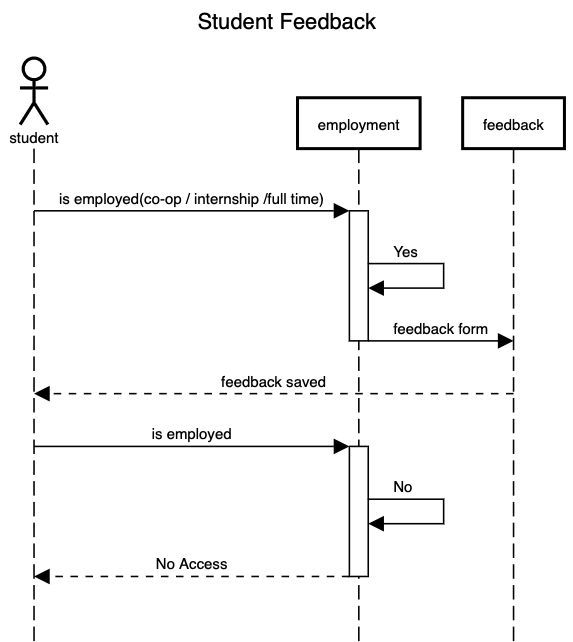 Student Feedback
student
employment
feedback
is employed(co-op / internship /full time)
Yes
feedback form
feedback saved
is employed
No
No Access